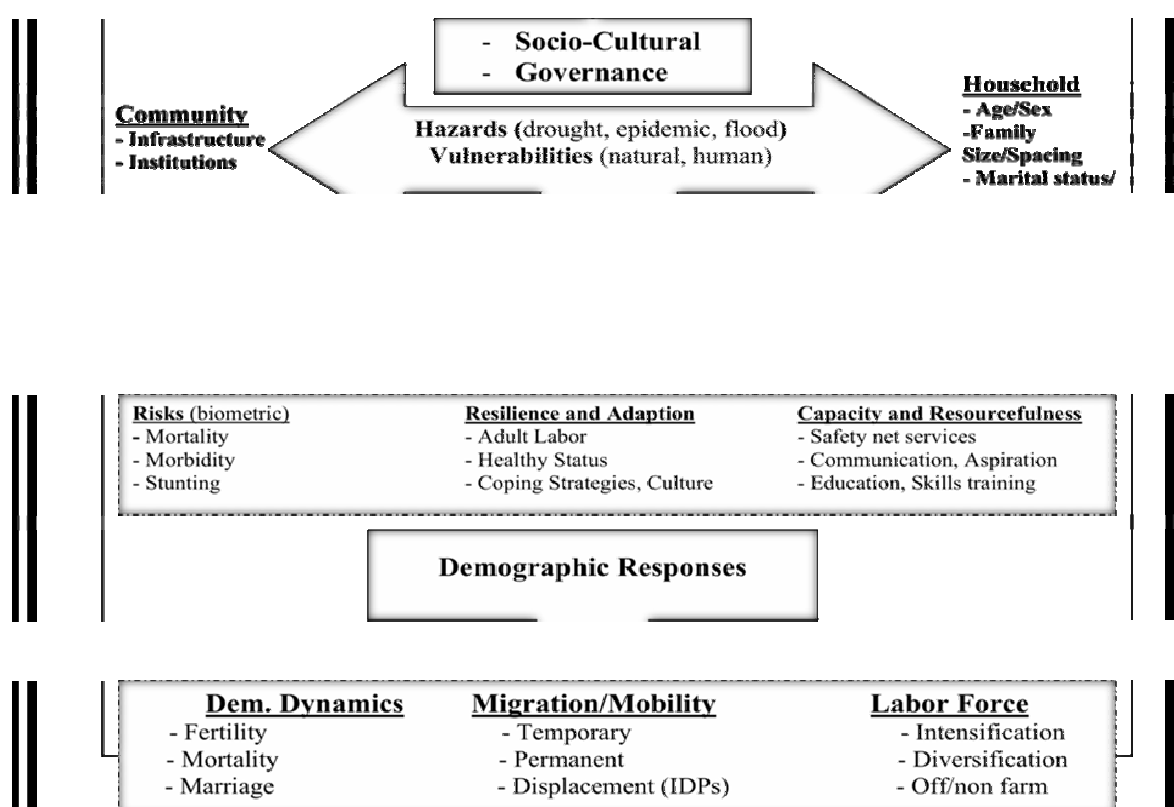 - Socio-Cultural
- Governance
Community
- Infrastructure
- Institutions
Hazards (drought, epidemic, flood)
Vulnerabilities (natural, human)
Household
- Age/Sex
-Family
Size/Spacing
- Marital status/
Risks (biometric)
- Mortality
- Morbidity
- Stunting
Resilience and Adaption
- Adult Labor
- Healthy Status
- Coping Strategies, Culture
Capacity and Resourcefulness
- Safety net services
- Communication, Aspiration
- Education, Skills training
Demographic Responses
Dem. Dynamics
- Fertility
- Mortality
- Marriage
Migration/Mobility
- Temporary
- Permanent
- Displacement (IDPs)
Labor Force
- Intensification
- Diversification
- Off/non farm